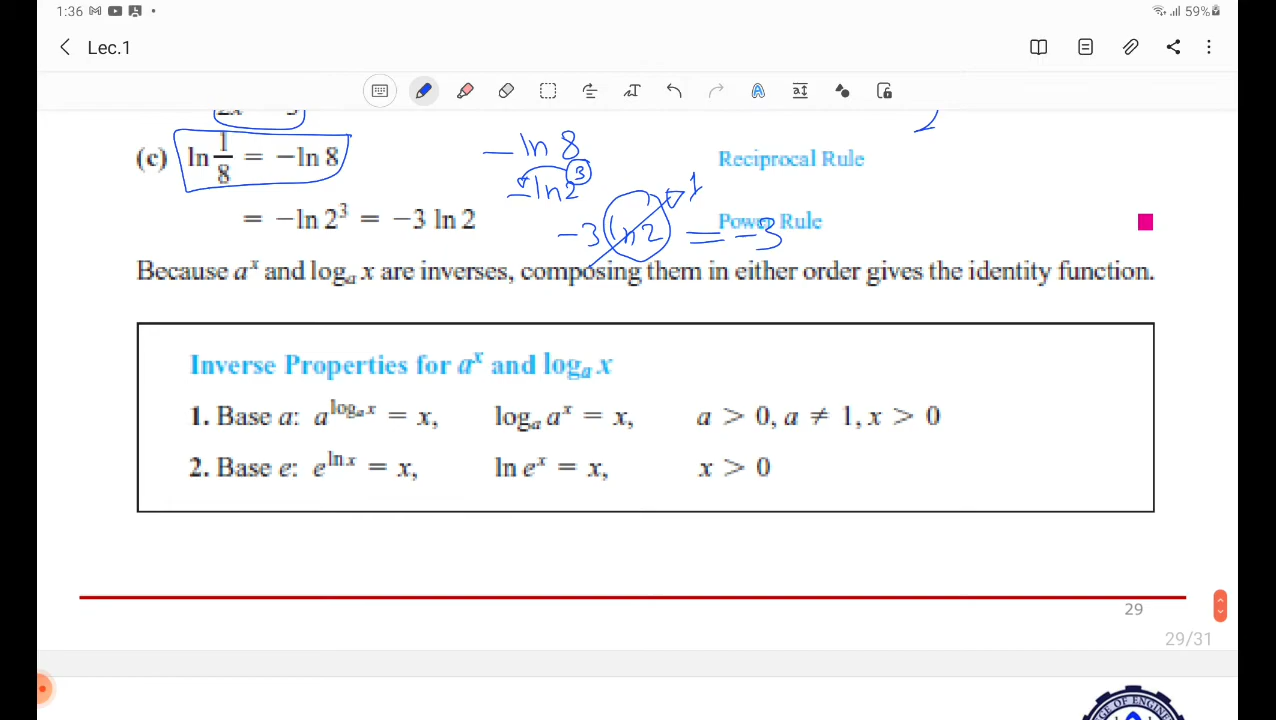 1:36
59%
Lec.1
(c) ln 1/8 = −ln 8
− ln 8
Reciprocal Rule
− ln 2³
= −ln 2³ = −3 ln 2
−3 ln 2 = −3
1
Power Rule
Because aˣ and logₐ x are inverses, composing them in either order gives the identity function.
Inverse Properties for aˣ and logₐ x
1. Base a: a^(logₐ x) = x, logₐ aˣ = x, a > 0, a ≠ 1, x > 0
2. Base e: e^(ln x) = x, ln eˣ = x, x > 0
29
29/31